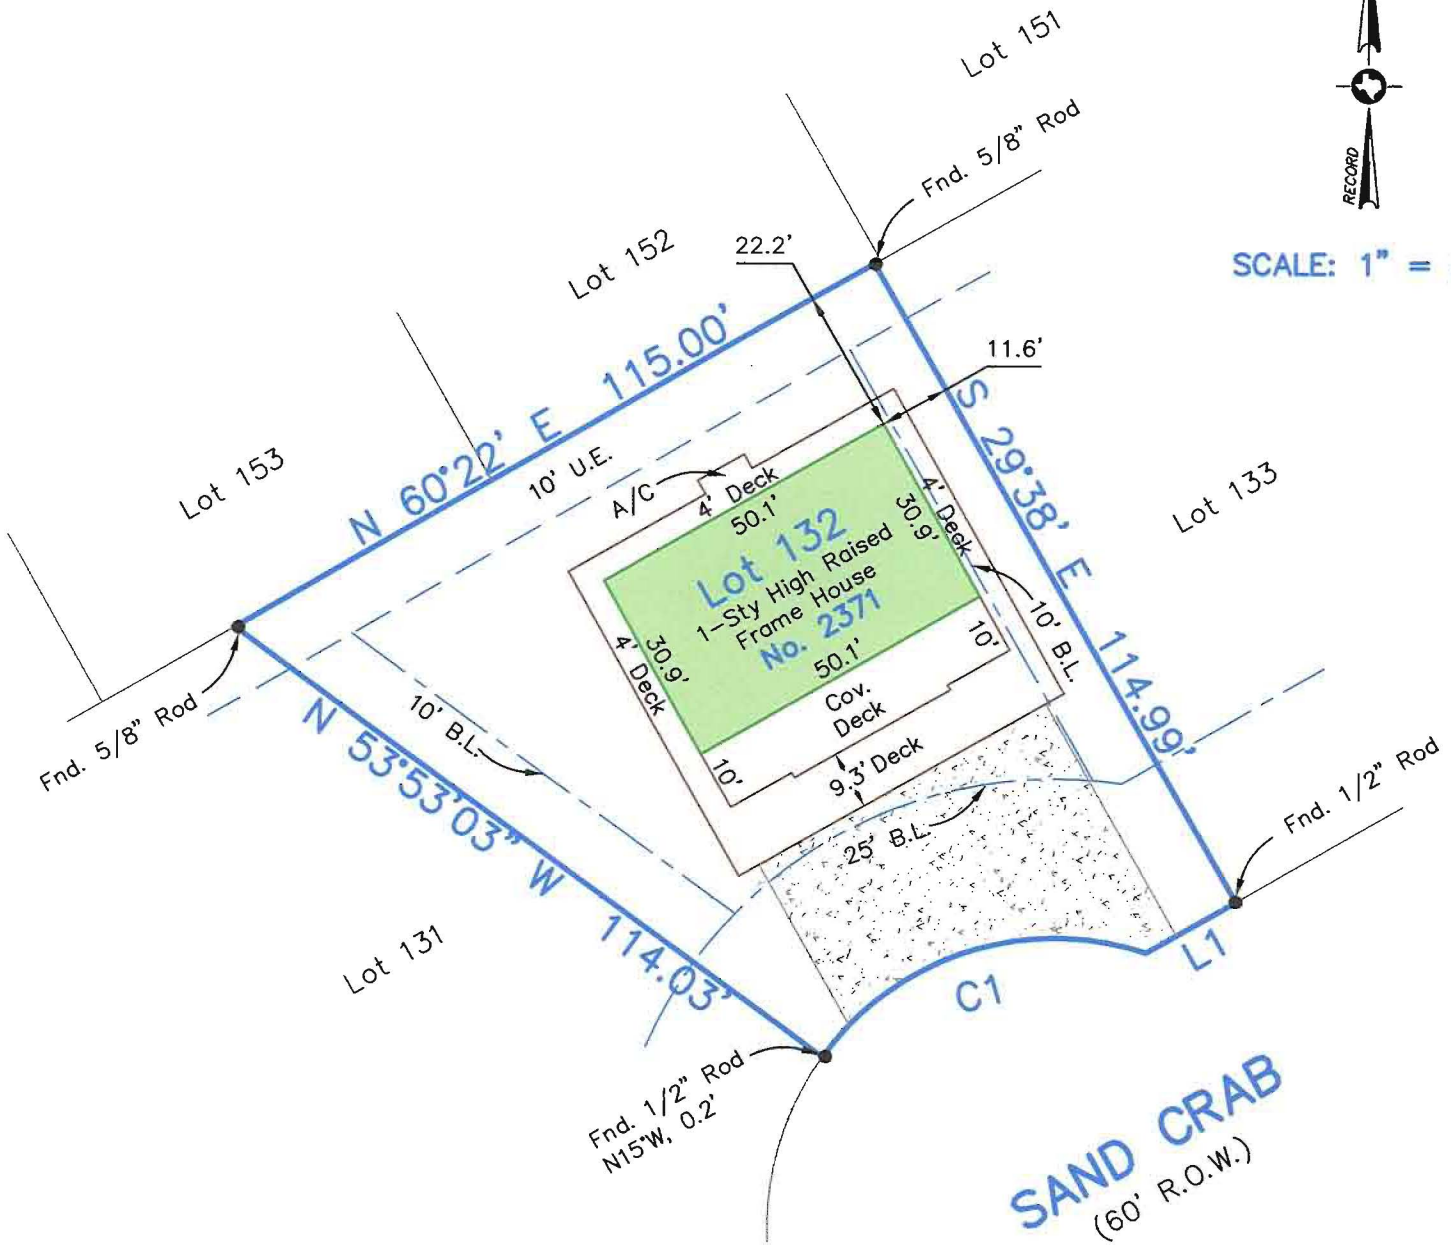 Lot 151
Fnd. 5/8" Rod
RECORD
SCALE: 1" =
Lot 152
22.2'
11.6'
N 60°22' E 115.00'
Lot 153
10' U.E.
A/C
4' Deck
50.1'
S 29°38' E 114.99'
Lot 133
4' Deck
30.9'
Lot 132
1-Sty High Raised
Frame House
No. 2371
50.1'
30.9'
4' Deck
10'
10' B.L.
Cov.
Deck
10'
9.3' Deck
25' B.L.
10' B.L.
Fnd. 5/8" Rod
N 53°53'03" W 114.03'
Lot 131
Fnd. 1/2" Rod
L1
C1
Fnd. 1/2" Rod
N15°W, 0.2'
SAND CRAB
(60' R.O.W.)